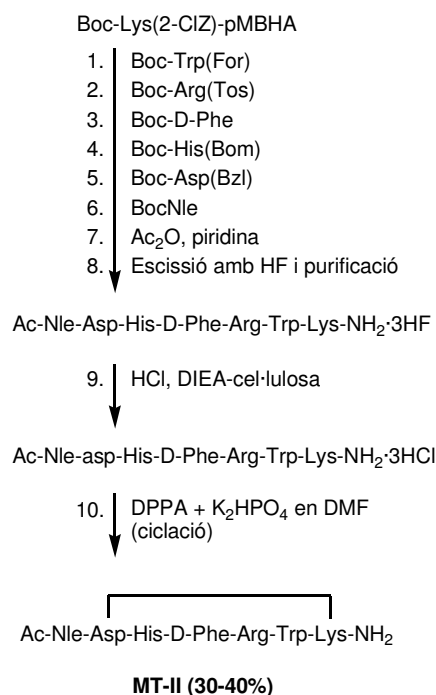 Boc-Lys(2-ClZ)-pMBHA
1. Boc-Trp(For)
2. Boc-Arg(Tos)
3. Boc-D-Phe
4. Boc-His(Bom)
5. Boc-Asp(Bzl)
6. BocNle
7. Ac2O, piridina
8. Escissió amb HF i purificació
Ac-Nle-Asp-His-D-Phe-Arg-Trp-Lys-NH2·3HF
9. HCl, DIEA-cel·lulosa
Ac-Nle-asp-His-D-Phe-Arg-Trp-Lys-NH2·3HCl
10. DPPA + K2HPO4 en DMF
(ciclació)
Ac-Nle-Asp-His-D-Phe-Arg-Trp-Lys-NH2
MT-II (30-40%)